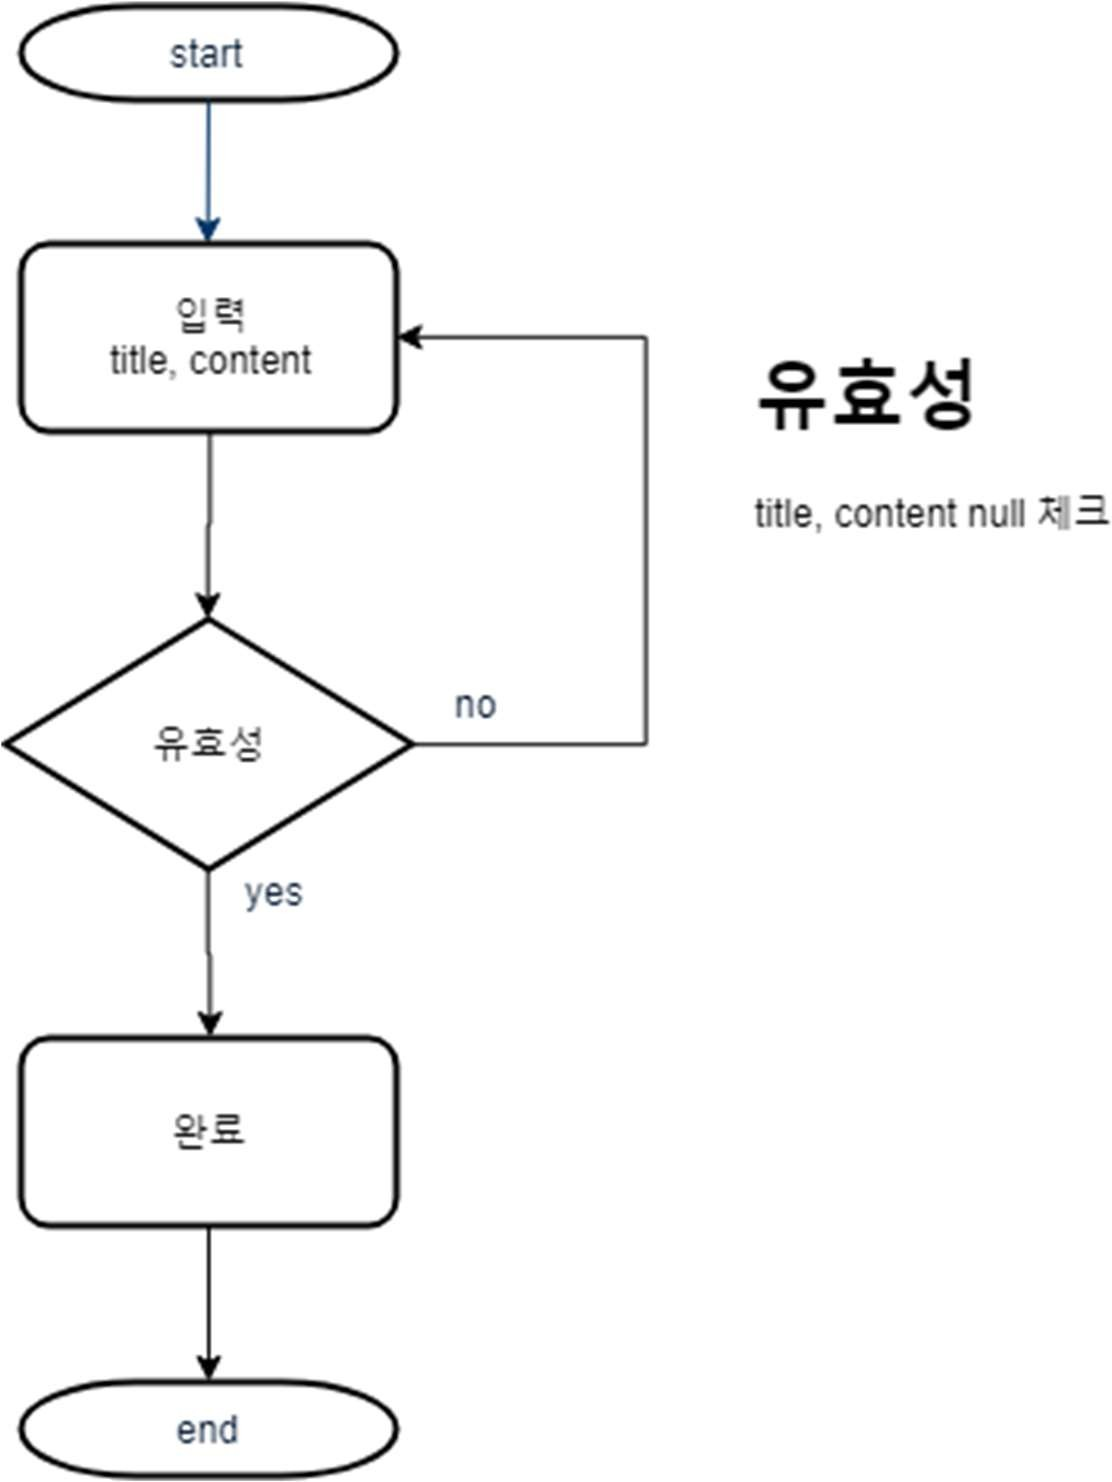 start
입력
title, content
유효성
title, content null 체크
유효성
no
yes
완료
end